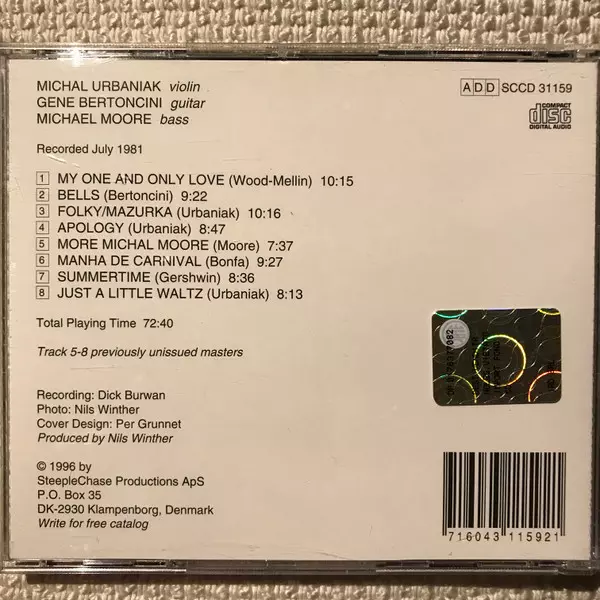 MICHAL URBANIAK violin
GENE BERTONCINI guitar
MICHAEL MOORE bass
ADD SCCD 31159
COMPACT
disc
DIGITAL AUDIO
Recorded July 1981
1 MY ONE AND ONLY LOVE (Wood-Mellin) 10:15
2 BELLS (Bertoncini) 9:22
3 FOLKY/MAZURKA (Urbaniak) 10:16
4 APOLOGY (Urbaniak) 8:47
5 MORE MICHAL MOORE (Moore) 7:37
6 MANHA DE CARNIVAL (Bonfa) 9:27
7 SUMMERTIME (Gershwin) 8:36
8 JUST A LITTLE WALTZ (Urbaniak) 8:13
Total Playing Time 72:40
Track 5-8 previously unissued masters
Recording: Dick Burwan
Photo: Nils Winther
Cover Design: Per Grunnet
Produced by Nils Winther
© 1996 by
SteepleChase Productions ApS
P.O. Box 35
DK-2930 Klampenborg, Denmark
Write for free catalog
716043 115921